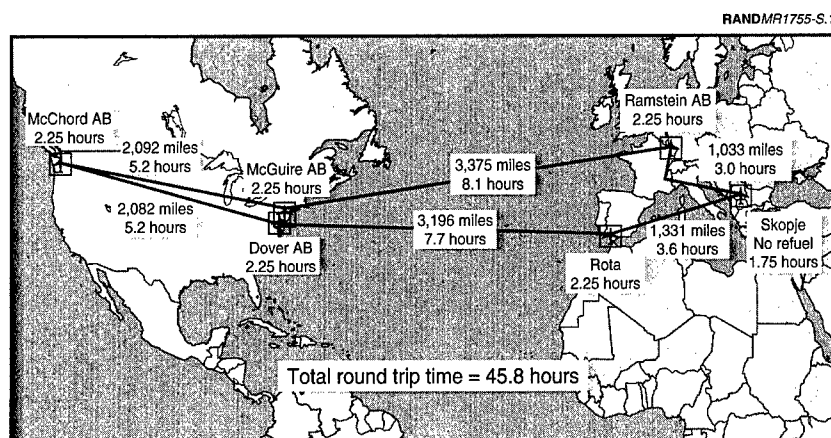 RANDMR1755-S.1
McChord AB
2.25 hours
2,092 miles
5.2 hours
McGuire AB
2.25 hours
Ramstein AB
2.25 hours
1,033 miles
3.0 hours
3,375 miles
8.1 hours
2,082 miles
5.2 hours
3,196 miles
7.7 hours
1,331 miles
3.6 hours
Skopje
No refuel
1.75 hours
Dover AB
2.25 hours
Rota
2.25 hours
Total round trip time = 45.8 hours